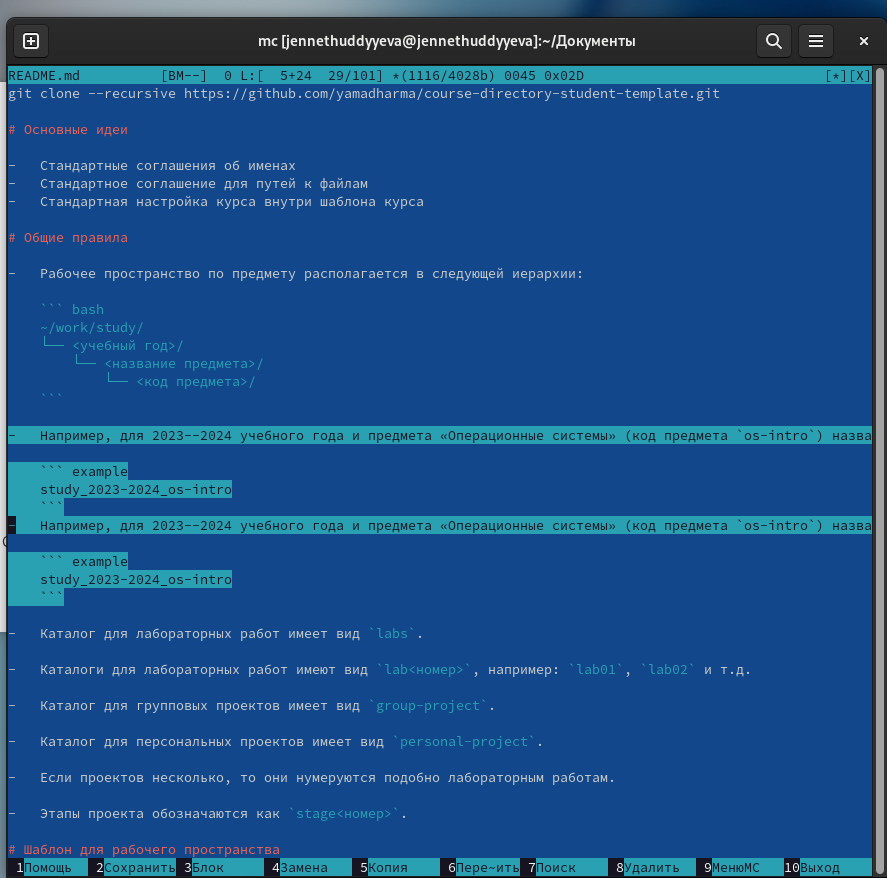 mc [jennethuddyyeva@jennethuddyyeva]:~/Документы
README.md          [BM--]  0 L:[  5+24  29/101] *(1116/4028b) 0045 0x02D                              [*][X]
git clone --recursive https://github.com/yamadharma/course-directory-student-template.git
# Основные идеи
-   Стандартные соглашения об именах
-   Стандартное соглашение для путей к файлам
-   Стандартная настройка курса внутри шаблона курса
# Общие правила
-   Рабочее пространство по предмету располагается в следующей иерархии:
    ``` bash
    ~/work/study/
    └── <учебный год>/
        └── <название предмета>/
            └── <код предмета>/
    ```
-   Например, для 2023--2024 учебного года и предмета «Операционные системы» (код предмета `os-intro`) назва
    ``` example
    study_2023-2024_os-intro
    ```
-   Например, для 2023--2024 учебного года и предмета «Операционные системы» (код предмета `os-intro`) назва
    ``` example
    study_2023-2024_os-intro
    ```
-   Каталог для лабораторных работ имеет вид `labs`.
-   Каталоги для лабораторных работ имеют вид `lab<номер>`, например: `lab01`, `lab02` и т.д.
-   Каталог для групповых проектов имеет вид `group-project`.
-   Каталог для персональных проектов имеет вид `personal-project`.
-   Если проектов несколько, то они нумеруются подобно лабораторным работам.
-   Этапы проекта обозначаются как `stage<номер>`.
# Шаблон для рабочего пространства
1Помощь  2Сохранить 3Блок  4Замена  5Копия  6Пере~ить 7Поиск  8Удалить  9МенюMC  10Выход